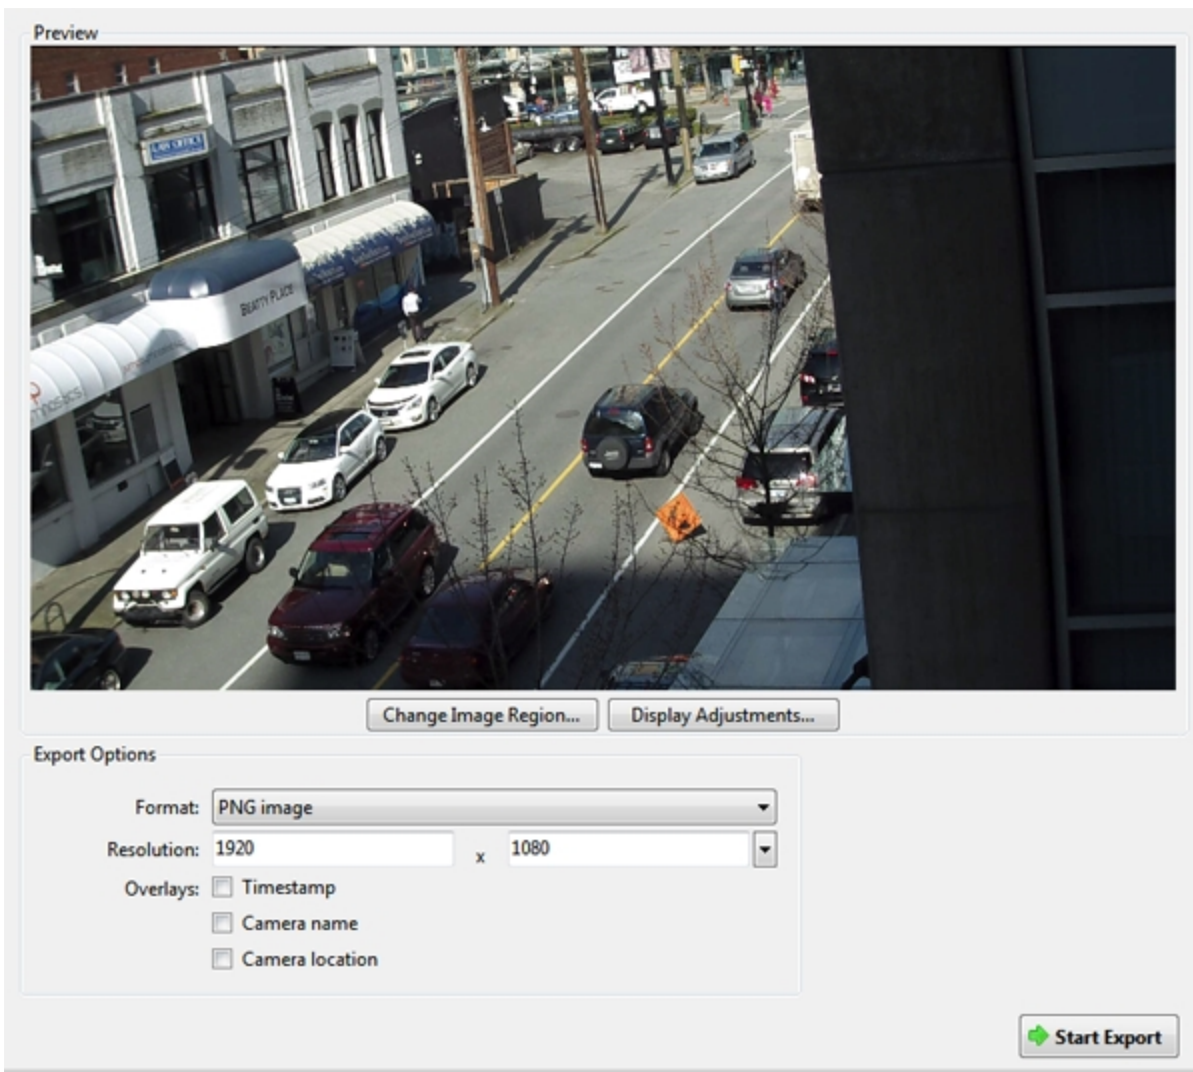 Preview
LAW OFFICE
BEATTY PLACE
Change Image Region...
Display Adjustments...
Export Options
Format:
PNG image
Resolution:
1920
x
1080
Overlays:
Timestamp
Camera name
Camera location
Start Export